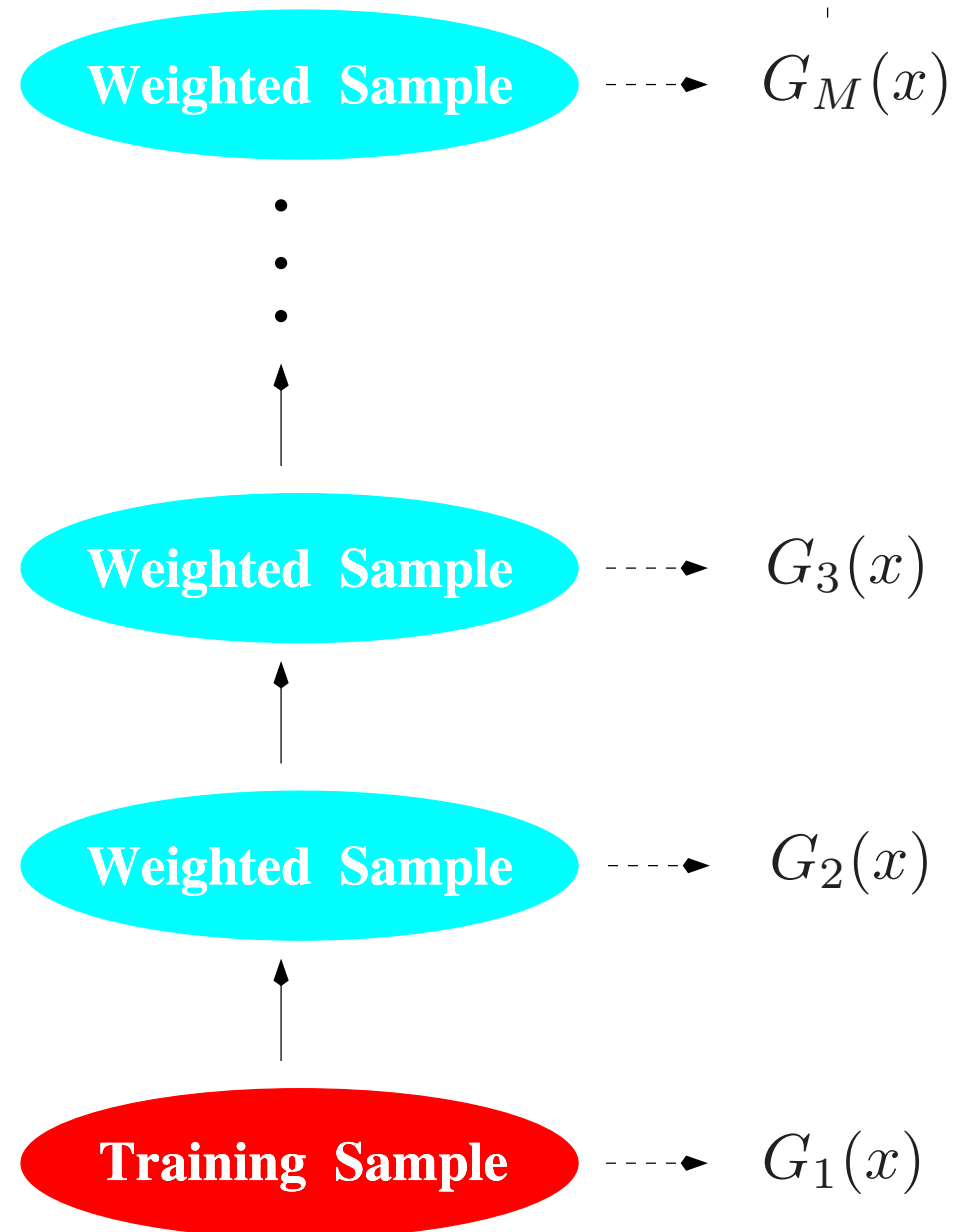 Weighted Sample G_M(x)
Weighted Sample G_3(x)
Weighted Sample G_2(x)
Training Sample G_1(x)